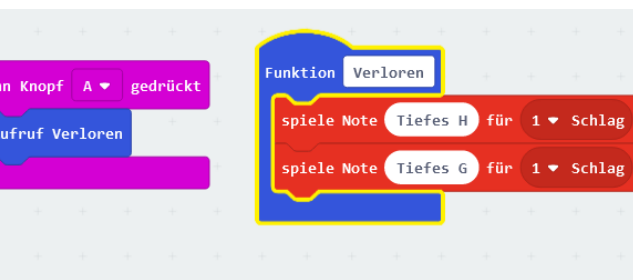 n Knopf A gedrückt
ufruf Verloren
Funktion Verloren
spiele Note Tiefes H für 1 Schlag
spiele Note Tiefes G für 1 Schlag